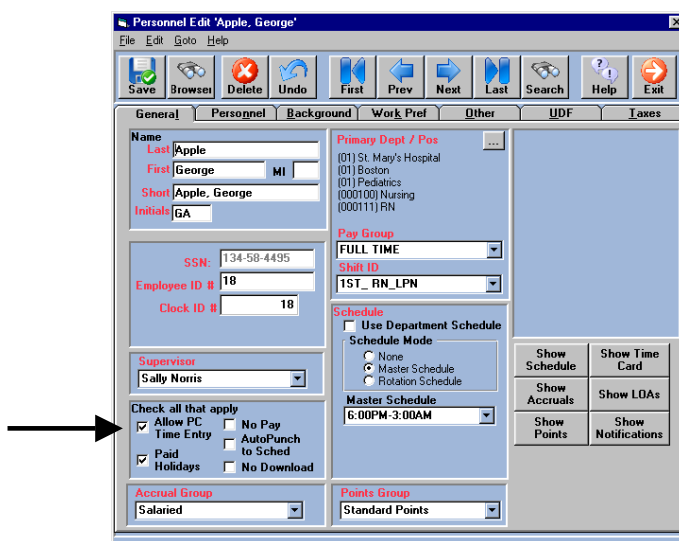 Personnel Edit 'Apple, George'
File Edit Goto Help
Save Browser Delete Undo First Prev Next Last Search Help Exit
General Personnel Background Work Pref Other UDF Taxes
Name
Last Apple
First George MI
Short Apple, George
Initials GA
SSN: 134-58-4495
Employee ID # 18
Clock ID # 18
Supervisor
Sally Norris
Check all that apply
Allow PC Time Entry
No Pay
AutoPunch to Sched
Paid Holidays
No Download
Accrual Group
Salaried
Primary Dept / Pos ...
(01) St. Mary's Hospital
(01) Boston
(01) Pediatrics
(000100) Nursing
(000111) RN
Pay Group
FULL TIME
Shift ID
1ST_ RN_LPN
Schedule
Use Department Schedule
Schedule Mode
None
Master Schedule
Rotation Schedule
Master Schedule
6:00PM-3:00AM
Points Group
Standard Points
Show Schedule
Show Time Card
Show Accruals
Show LOAs
Show Points
Show Notifications